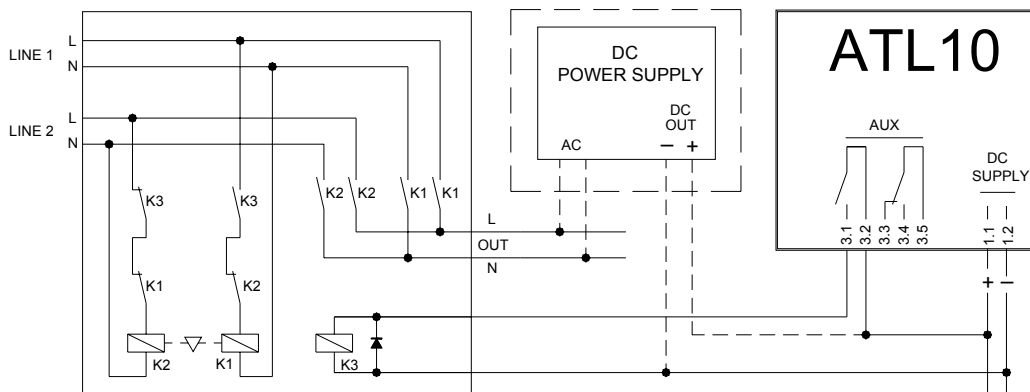 LINE 1
L
N
LINE 2
L
N
K3
K3
K1
K2
K2
K1
K2
K2
K1
K1
L
OUT
N
K3
DC
POWER SUPPLY
DC
OUT
AC
− +
ATL10
AUX
DC
SUPPLY
3.1
3.2
3.3
3.4
3.5
1.1
1.2
+ −